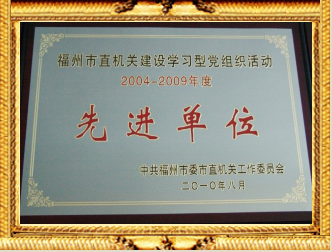 福州市直机关建设学习型党组织活动
2004-2009年度
先进单位
中共福州市委市直机关工作委员会
二〇一〇年八月